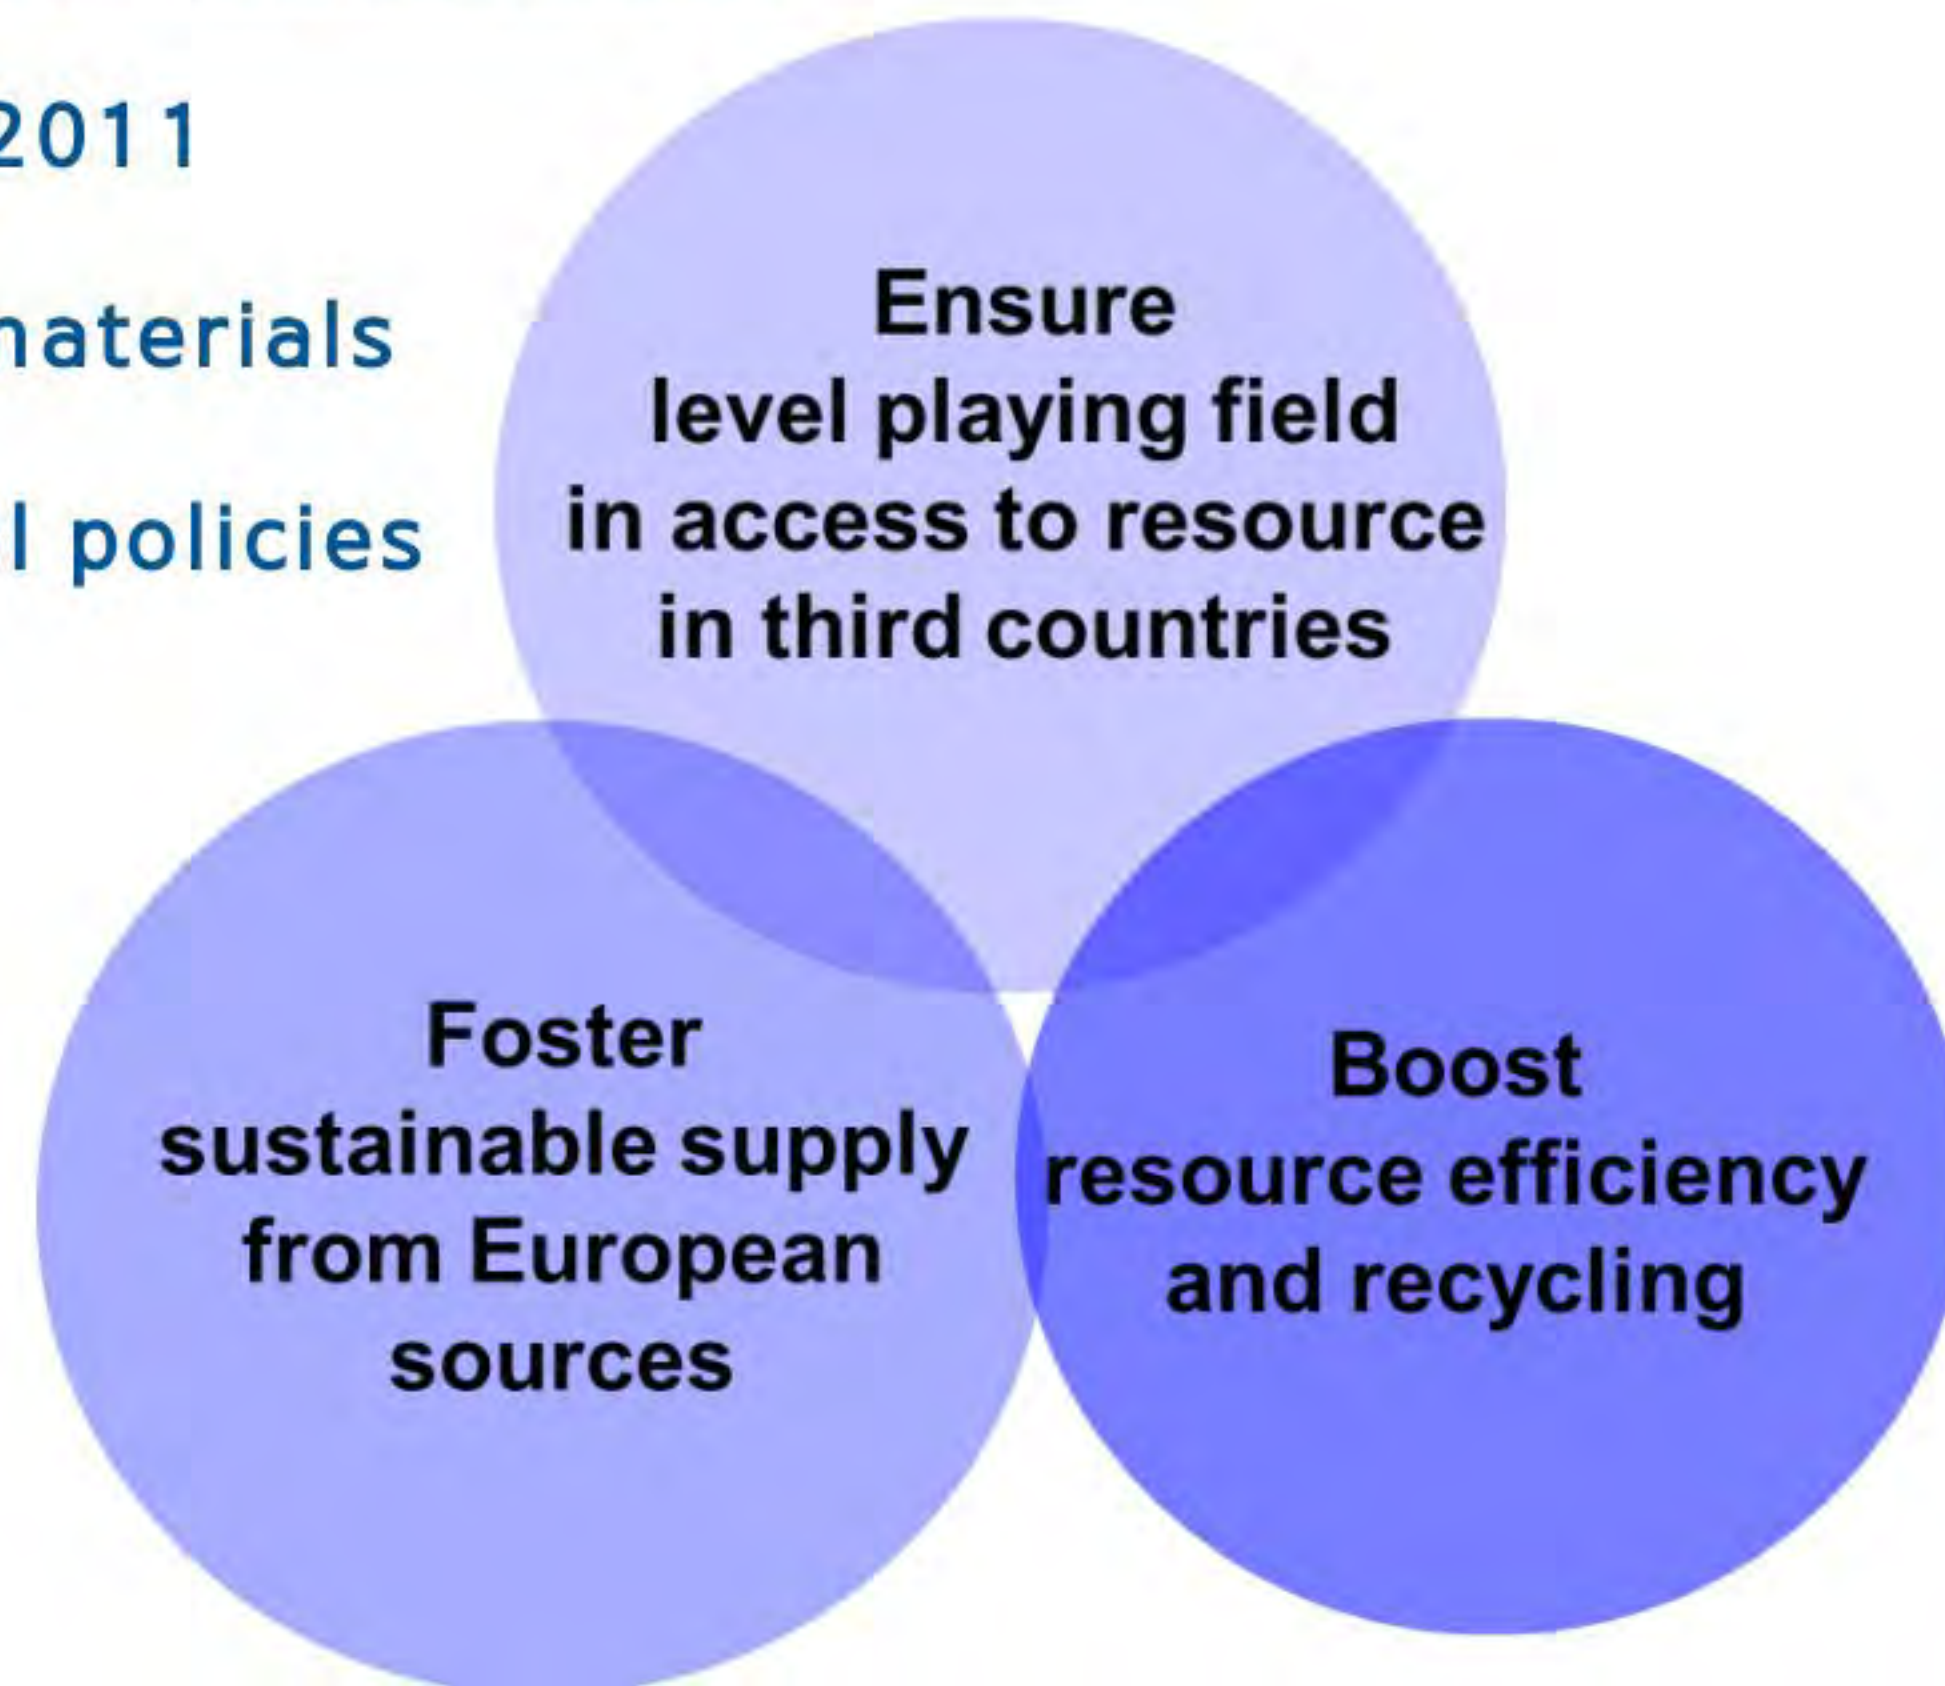 2011
materials
l policies
Ensure
level playing field
in access to resource
in third countries
Foster
sustainable supply
from European
sources
Boost
resource efficiency
and recycling